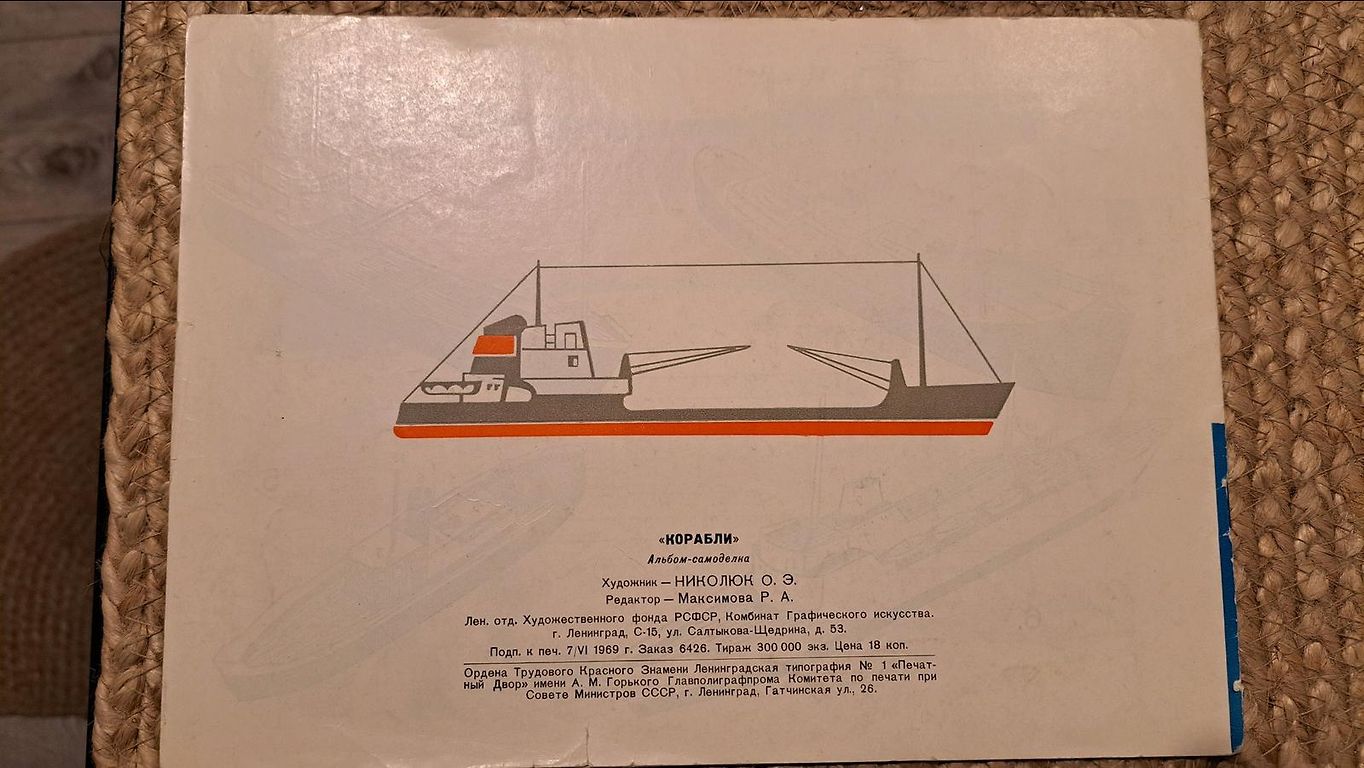 «КОРАБЛИ»
Альбом-самоделка
Художник — НИКОЛЮК О. Э.
Редактор — Максимова Р. А.
Лен. отд. Художественного фонда РСФСР, Комбинат Графического искусства.
г. Ленинград, С-15, ул. Салтыкова-Щедрина, д. 53.
Подп. к печ. 7/VI 1969 г. Заказ 6426. Тираж 300 000 экз. Цена 18 коп.
Ордена Трудового Красного Знамени Ленинградская типография № 1 «Печат-
ный Двор» имени А. М. Горького Главполиграфпрома Комитета по печати при
Совете Министров СССР, г. Ленинград, Гатчинская ул., 26.